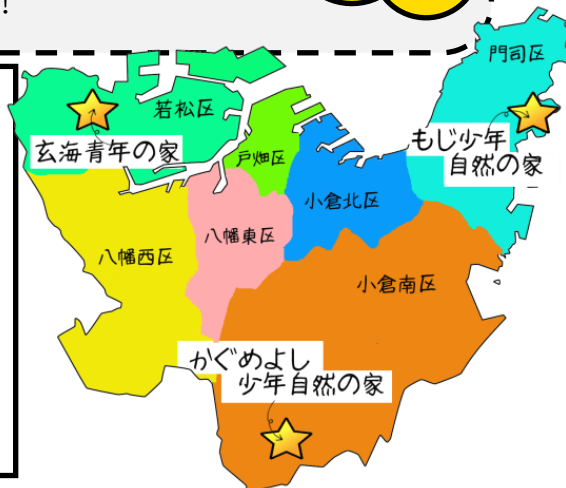 !
門司区
若松区
玄海青年の家
もじ少年
自然の家
戸畑区
小倉北区
八幡東区
八幡西区
小倉南区
かぐめよし
少年自然の家